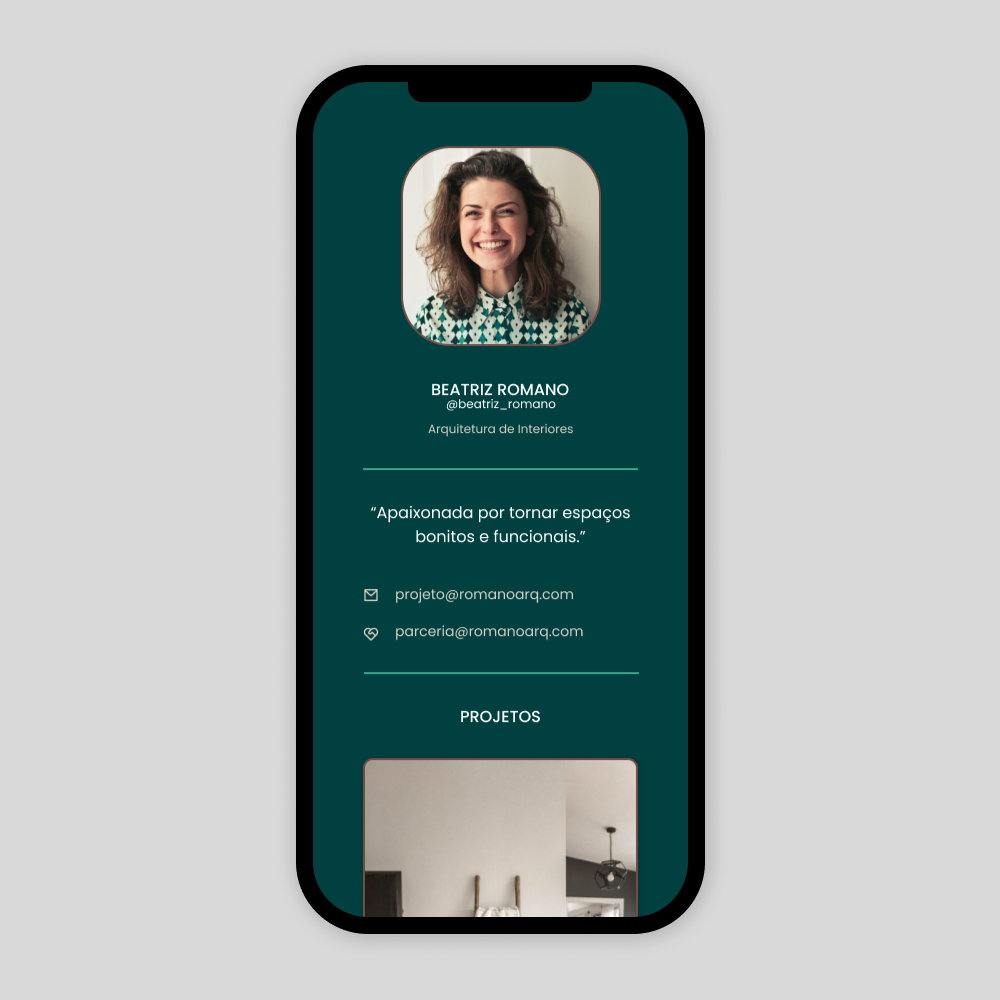 BEATRIZ ROMANO
@beatriz_romano
Arquitetura de Interiores
“Apaixonada por tornar espaços
bonitos e funcionais.”
projeto@romanoarq.com
parceria@romanoarq.com
PROJETOS